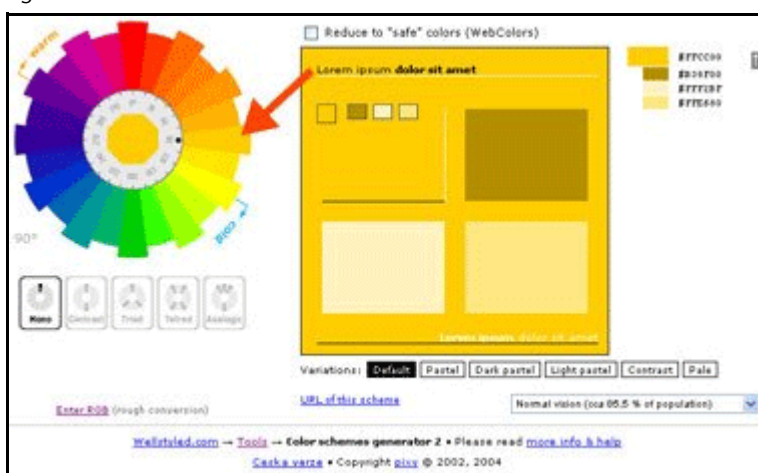 Reduce to "safe" colors (WebColors)
warm
Lorem ipsum dolor sit amet
#FFCC00
#B38F00
#FFF1BF
#FFE680
cold
90°
Mono Contrast Triad Tetrad Analogic
Lorem ipsum dolor sit amet
Variations: Default Pastel Dark pastel Light pastel Contrast Pale
Enter RGB (rough conversion)
URL of this scheme
Normal vision (cca 85.5 % of population)
Wellstyled.com → Tools → Color schemes generator 2 • Please read more info & help
Ceska verze • Copyright pixy © 2002, 2004